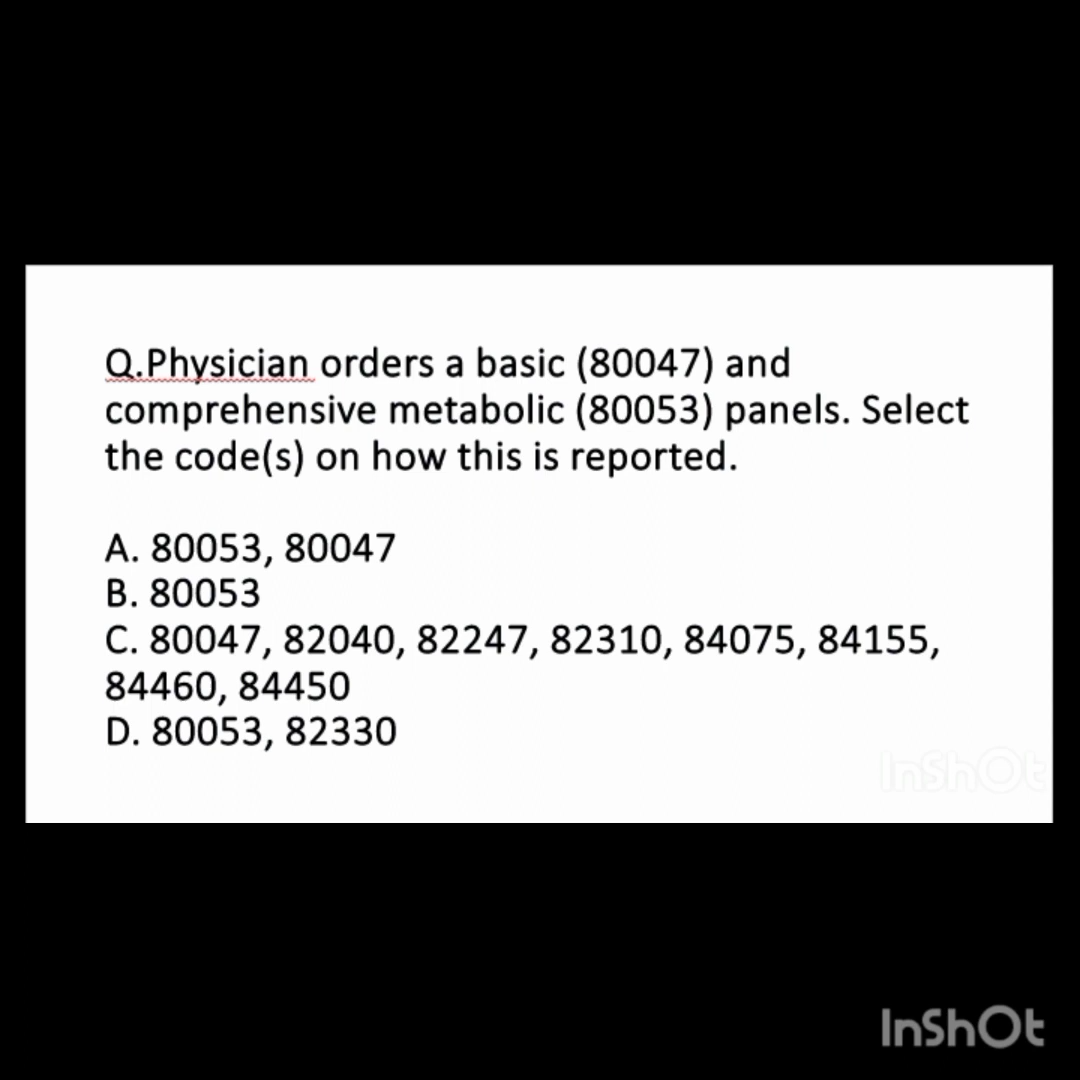 Q.Physician orders a basic (80047) and
comprehensive metabolic (80053) panels. Select
the code(s) on how this is reported.
A. 80053, 80047
B. 80053
C. 80047, 82040, 82247, 82310, 84075, 84155,
84460, 84450
D. 80053, 82330
InShOt
InShOt